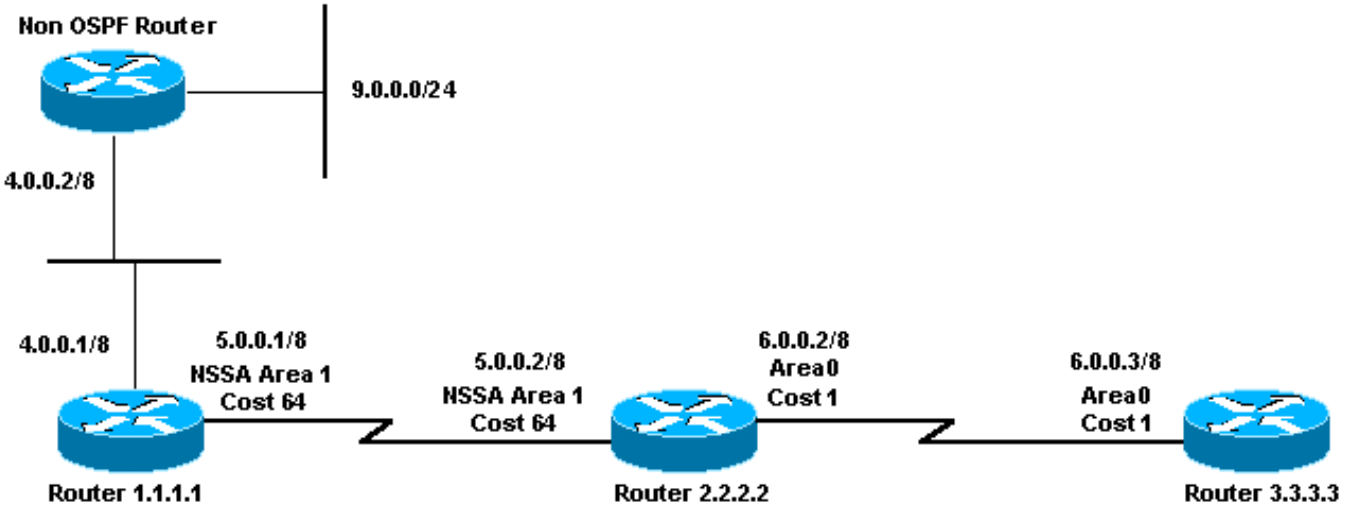 Non OSPF Router
9.0.0.0/24
4.0.0.2/8
4.0.0.1/8
5.0.0.1/8
NSSA Area 1
Cost 64
5.0.0.2/8
NSSA Area 1
Cost 64
6.0.0.2/8
Area0
Cost 1
6.0.0.3/8
Area0
Cost 1
Router 1.1.1.1
Router 2.2.2.2
Router 3.3.3.3